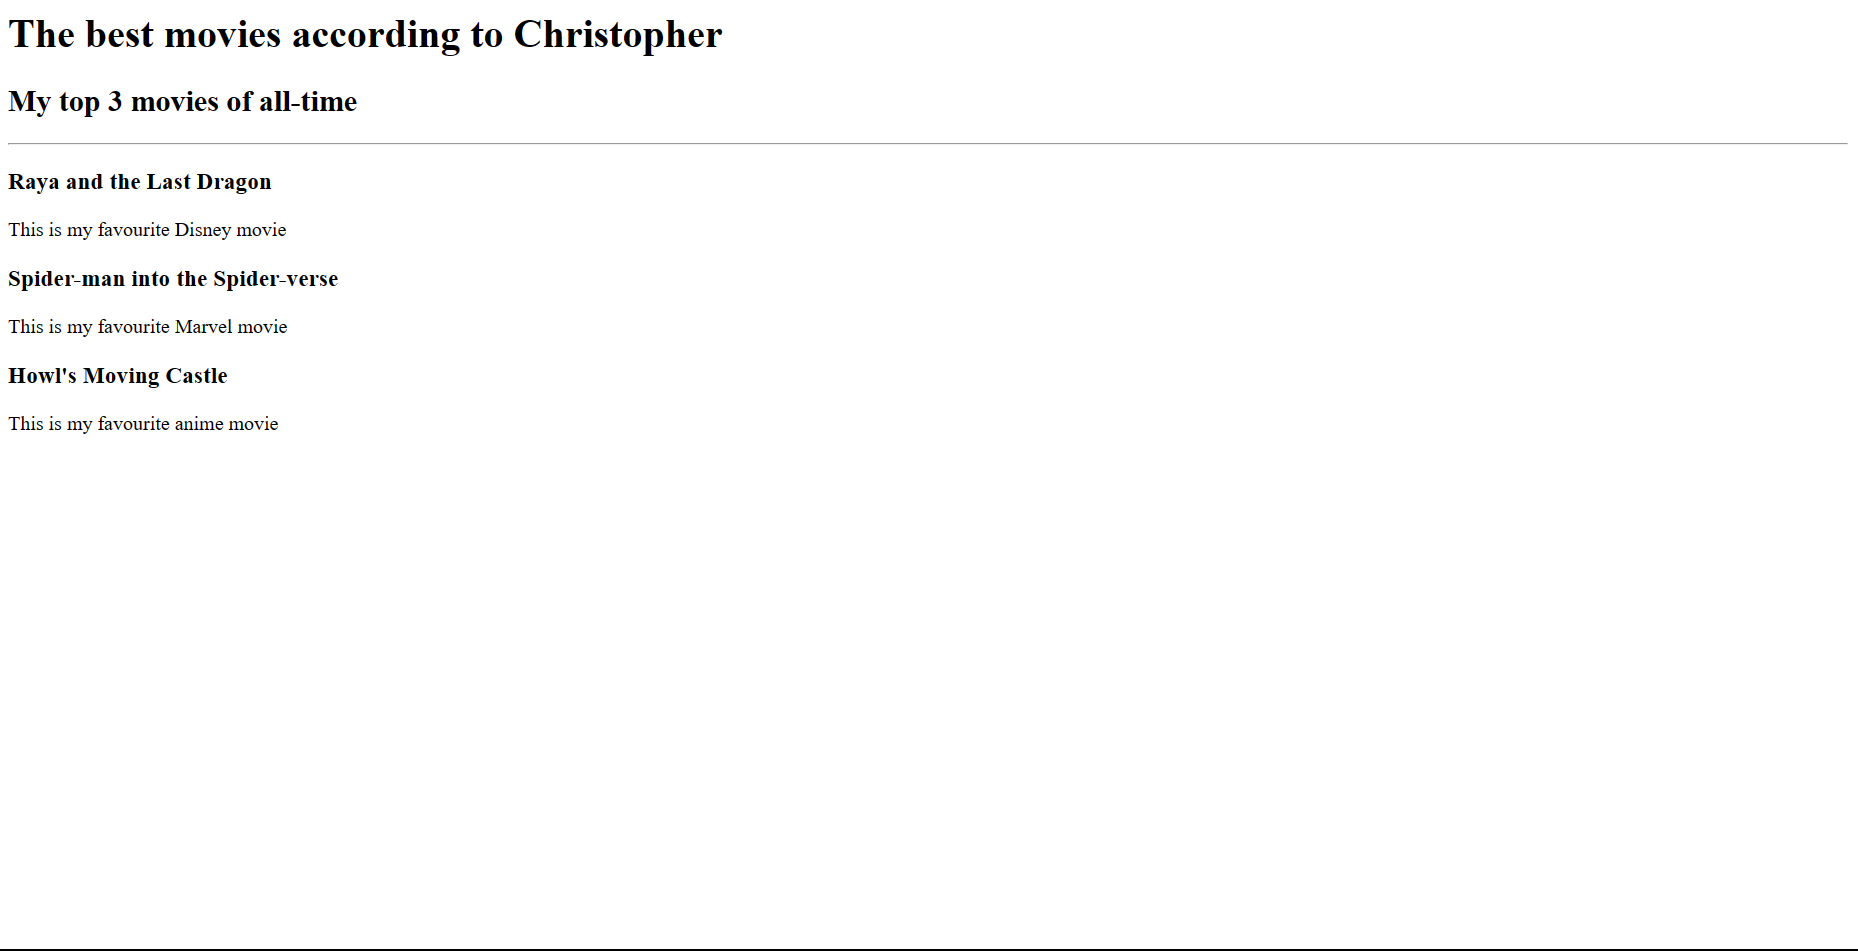 The best movies according to Christopher
My top 3 movies of all-time
Raya and the Last Dragon
This is my favourite Disney movie
Spider-man into the Spider-verse
This is my favourite Marvel movie
Howl's Moving Castle
This is my favourite anime movie